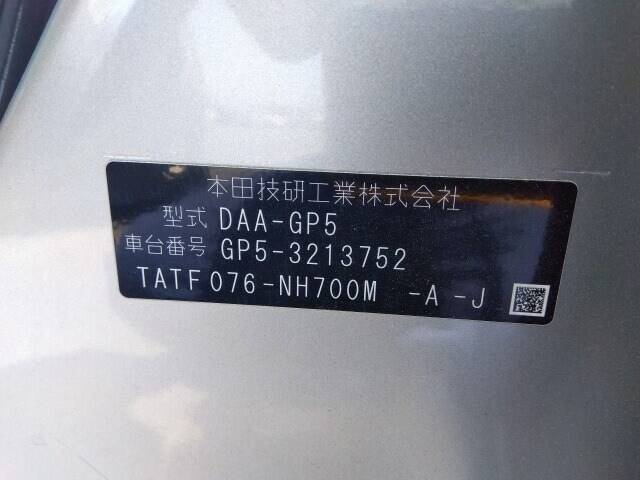 本田技研工業株式会社
型式 DAA-GP5
車台番号 GP5-3213752
TATF076-NH700M -A -J